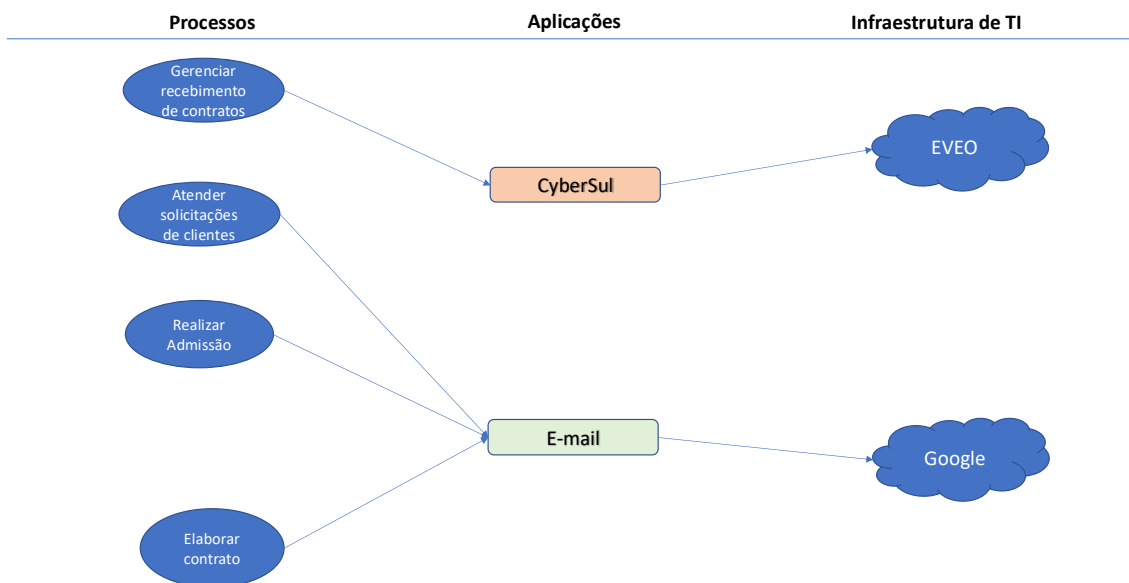 Processos
Aplicações
Infraestrutura de TI
Gerenciar
recebimento
de contratos
EVEO
CyberSul
Atender
solicitações
de clientes
Realizar
Admissão
E-mail
Google
Elaborar
contrato